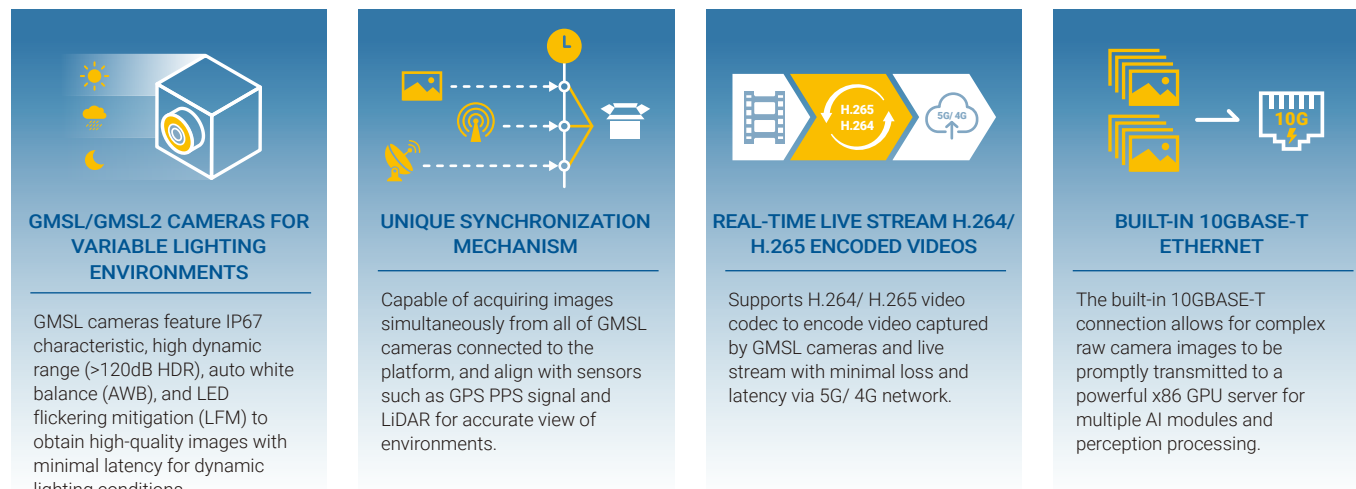 H.265
H.264
5G/ 4G
10G
GMSL/GMSL2 CAMERAS FOR
VARIABLE LIGHTING
ENVIRONMENTS
GMSL cameras feature IP67
characteristic, high dynamic
range (>120dB HDR), auto white
balance (AWB), and LED
flickering mitigation (LFM) to
obtain high-quality images with
minimal latency for dynamic
lighting conditions
UNIQUE SYNCHRONIZATION
MECHANISM
Capable of acquiring images
simultaneously from all of GMSL
cameras connected to the
platform, and align with sensors
such as GPS PPS signal and
LiDAR for accurate view of
environments.
REAL-TIME LIVE STREAM H.264/
H.265 ENCODED VIDEOS
Supports H.264/ H.265 video
codec to encode video captured
by GMSL cameras and live
stream with minimal loss and
latency via 5G/ 4G network.
BUILT-IN 10GBASE-T
ETHERNET
The built-in 10GBASE-T
connection allows for complex
raw camera images to be
promptly transmitted to a
powerful x86 GPU server for
multiple AI modules and
perception processing.